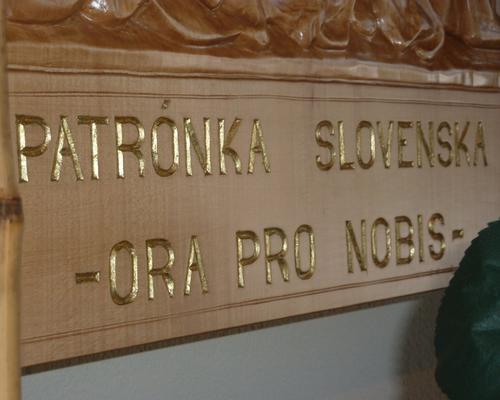 PATRÓNKA SLOVENSKA
-ORA PRO NOBIS-